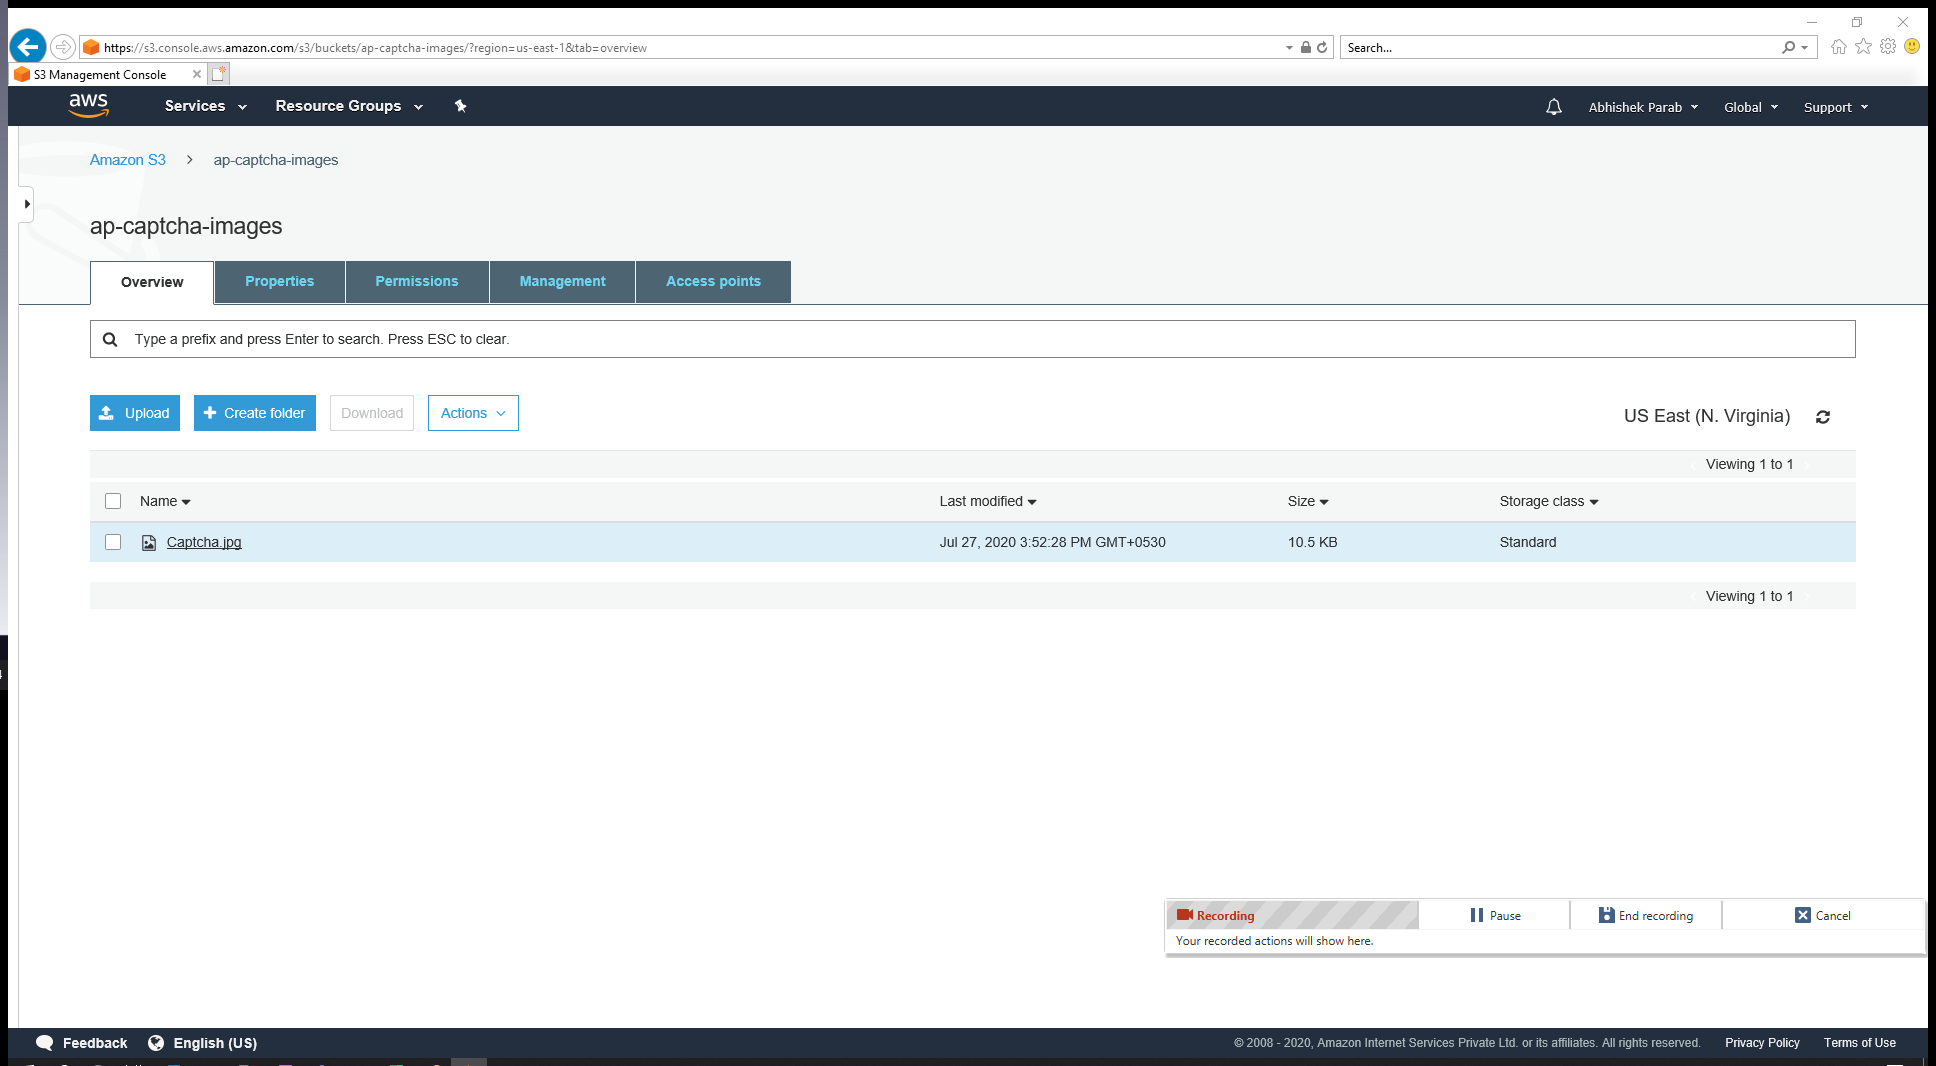 https://s3.console.aws.amazon.com/s3/buckets/ap-captcha-images/?region=us-east-1&tab=overview
Search...
S3 Management Console
aws
Services
Resource Groups
Abhishek Parab
Global
Support
Amazon S3 > ap-captcha-images
ap-captcha-images
Overview
Properties
Permissions
Management
Access points
Type a prefix and press Enter to search. Press ESC to clear.
Upload
Create folder
Download
Actions
US East (N. Virginia)
Viewing 1 to 1
Name
Last modified
Size
Storage class
Captcha.jpg
Jul 27, 2020 3:52:28 PM GMT+0530
10.5 KB
Standard
Viewing 1 to 1
Recording
Pause
End recording
Cancel
Your recorded actions will show here.
Feedback
English (US)
© 2008 - 2020, Amazon Internet Services Private Ltd. or its affiliates. All rights reserved.
Privacy Policy
Terms of Use